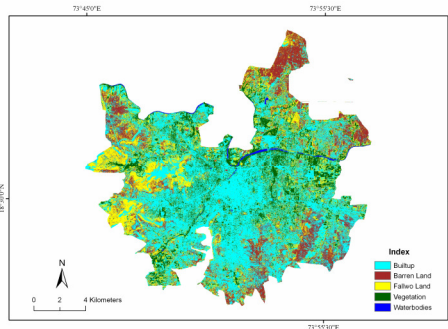 73°45'0"E
73°55'30"E
18°30'0"N
N
0 2 4 Kilometers
Index
Builtup
Barren Land
Fallwo Land
Vegetation
Waterbodies
73°55'30"E